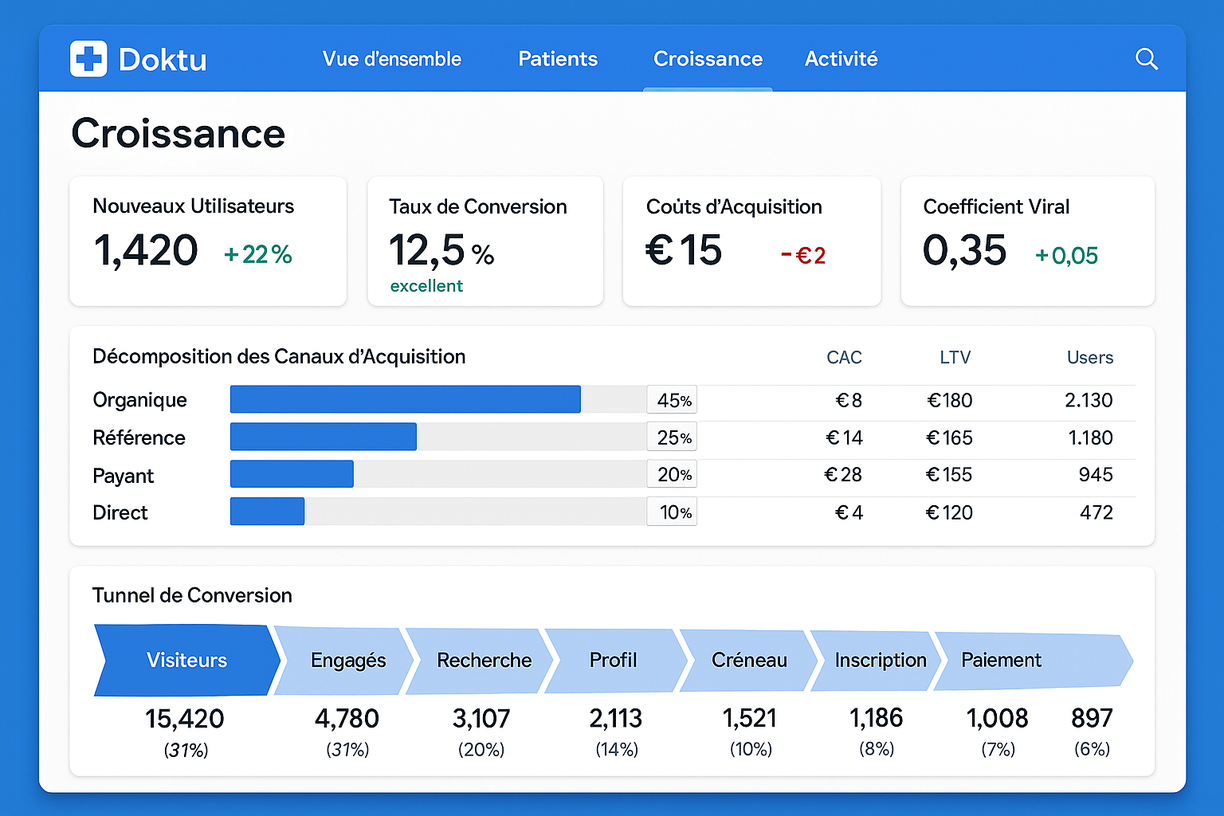 Doktu Vue d'ensemble Patients Croissance Activité
Croissance
Nouveaux Utilisateurs
1,420 +22%
Taux de Conversion
12,5 %
excellent
Coûts d'Acquisition
€15 -€2
Coefficient Viral
0,35 +0,05
Décomposition des Canaux d'Acquisition CAC LTV Users
Organique 45% €8 €180 2.130
Référence 25% €14 €165 1.180
Payant 20% €28 €155 945
Direct 10% €4 €120 472
Tunnel de Conversion
Visiteurs Engagés Recherche Profil Créneau Inscription Paiement
15,420 4,780 3,107 2,113 1,521 1,186 1,008 897
(31%) (31%) (20%) (14%) (10%) (8%) (7%) (6%)